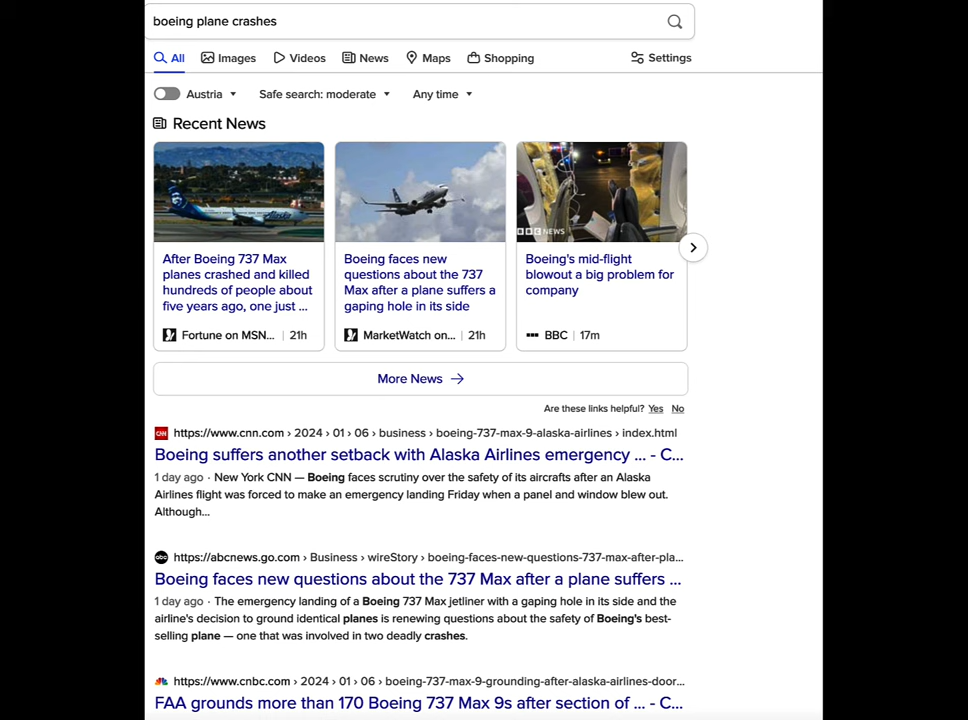 boeing plane crashes
All Images Videos News Maps Shopping Settings
Austria Safe search: moderate Any time
Recent News
BBC NEWS
After Boeing 737 Max
planes crashed and killed
hundreds of people about
five years ago, one just ...
Fortune on MSN... | 21h
Boeing faces new
questions about the 737
Max after a plane suffers a
gaping hole in its side
MarketWatch on... | 21h
Boeing's mid-flight
blowout a big problem for
company
BBC | 17m
More News →
Are these links helpful? Yes No
https://www.cnn.com › 2024 › 01 › 06 › business › boeing-737-max-9-alaska-airlines › index.html
Boeing suffers another setback with Alaska Airlines emergency ... - C...
1 day ago · New York CNN — Boeing faces scrutiny over the safety of its aircrafts after an Alaska
Airlines flight was forced to make an emergency landing Friday when a panel and window blew out.
Although...
https://abcnews.go.com › Business › wireStory › boeing-faces-new-questions-737-max-after-pla...
Boeing faces new questions about the 737 Max after a plane suffers ...
1 day ago · The emergency landing of a Boeing 737 Max jetliner with a gaping hole in its side and the
airline's decision to ground identical planes is renewing questions about the safety of Boeing's best-
selling plane — one that was involved in two deadly crashes.
https://www.cnbc.com › 2024 › 01 › 06 › boeing-737-max-9-grounding-after-alaska-airlines-door...
FAA grounds more than 170 Boeing 737 Max 9s after section of ... - C...